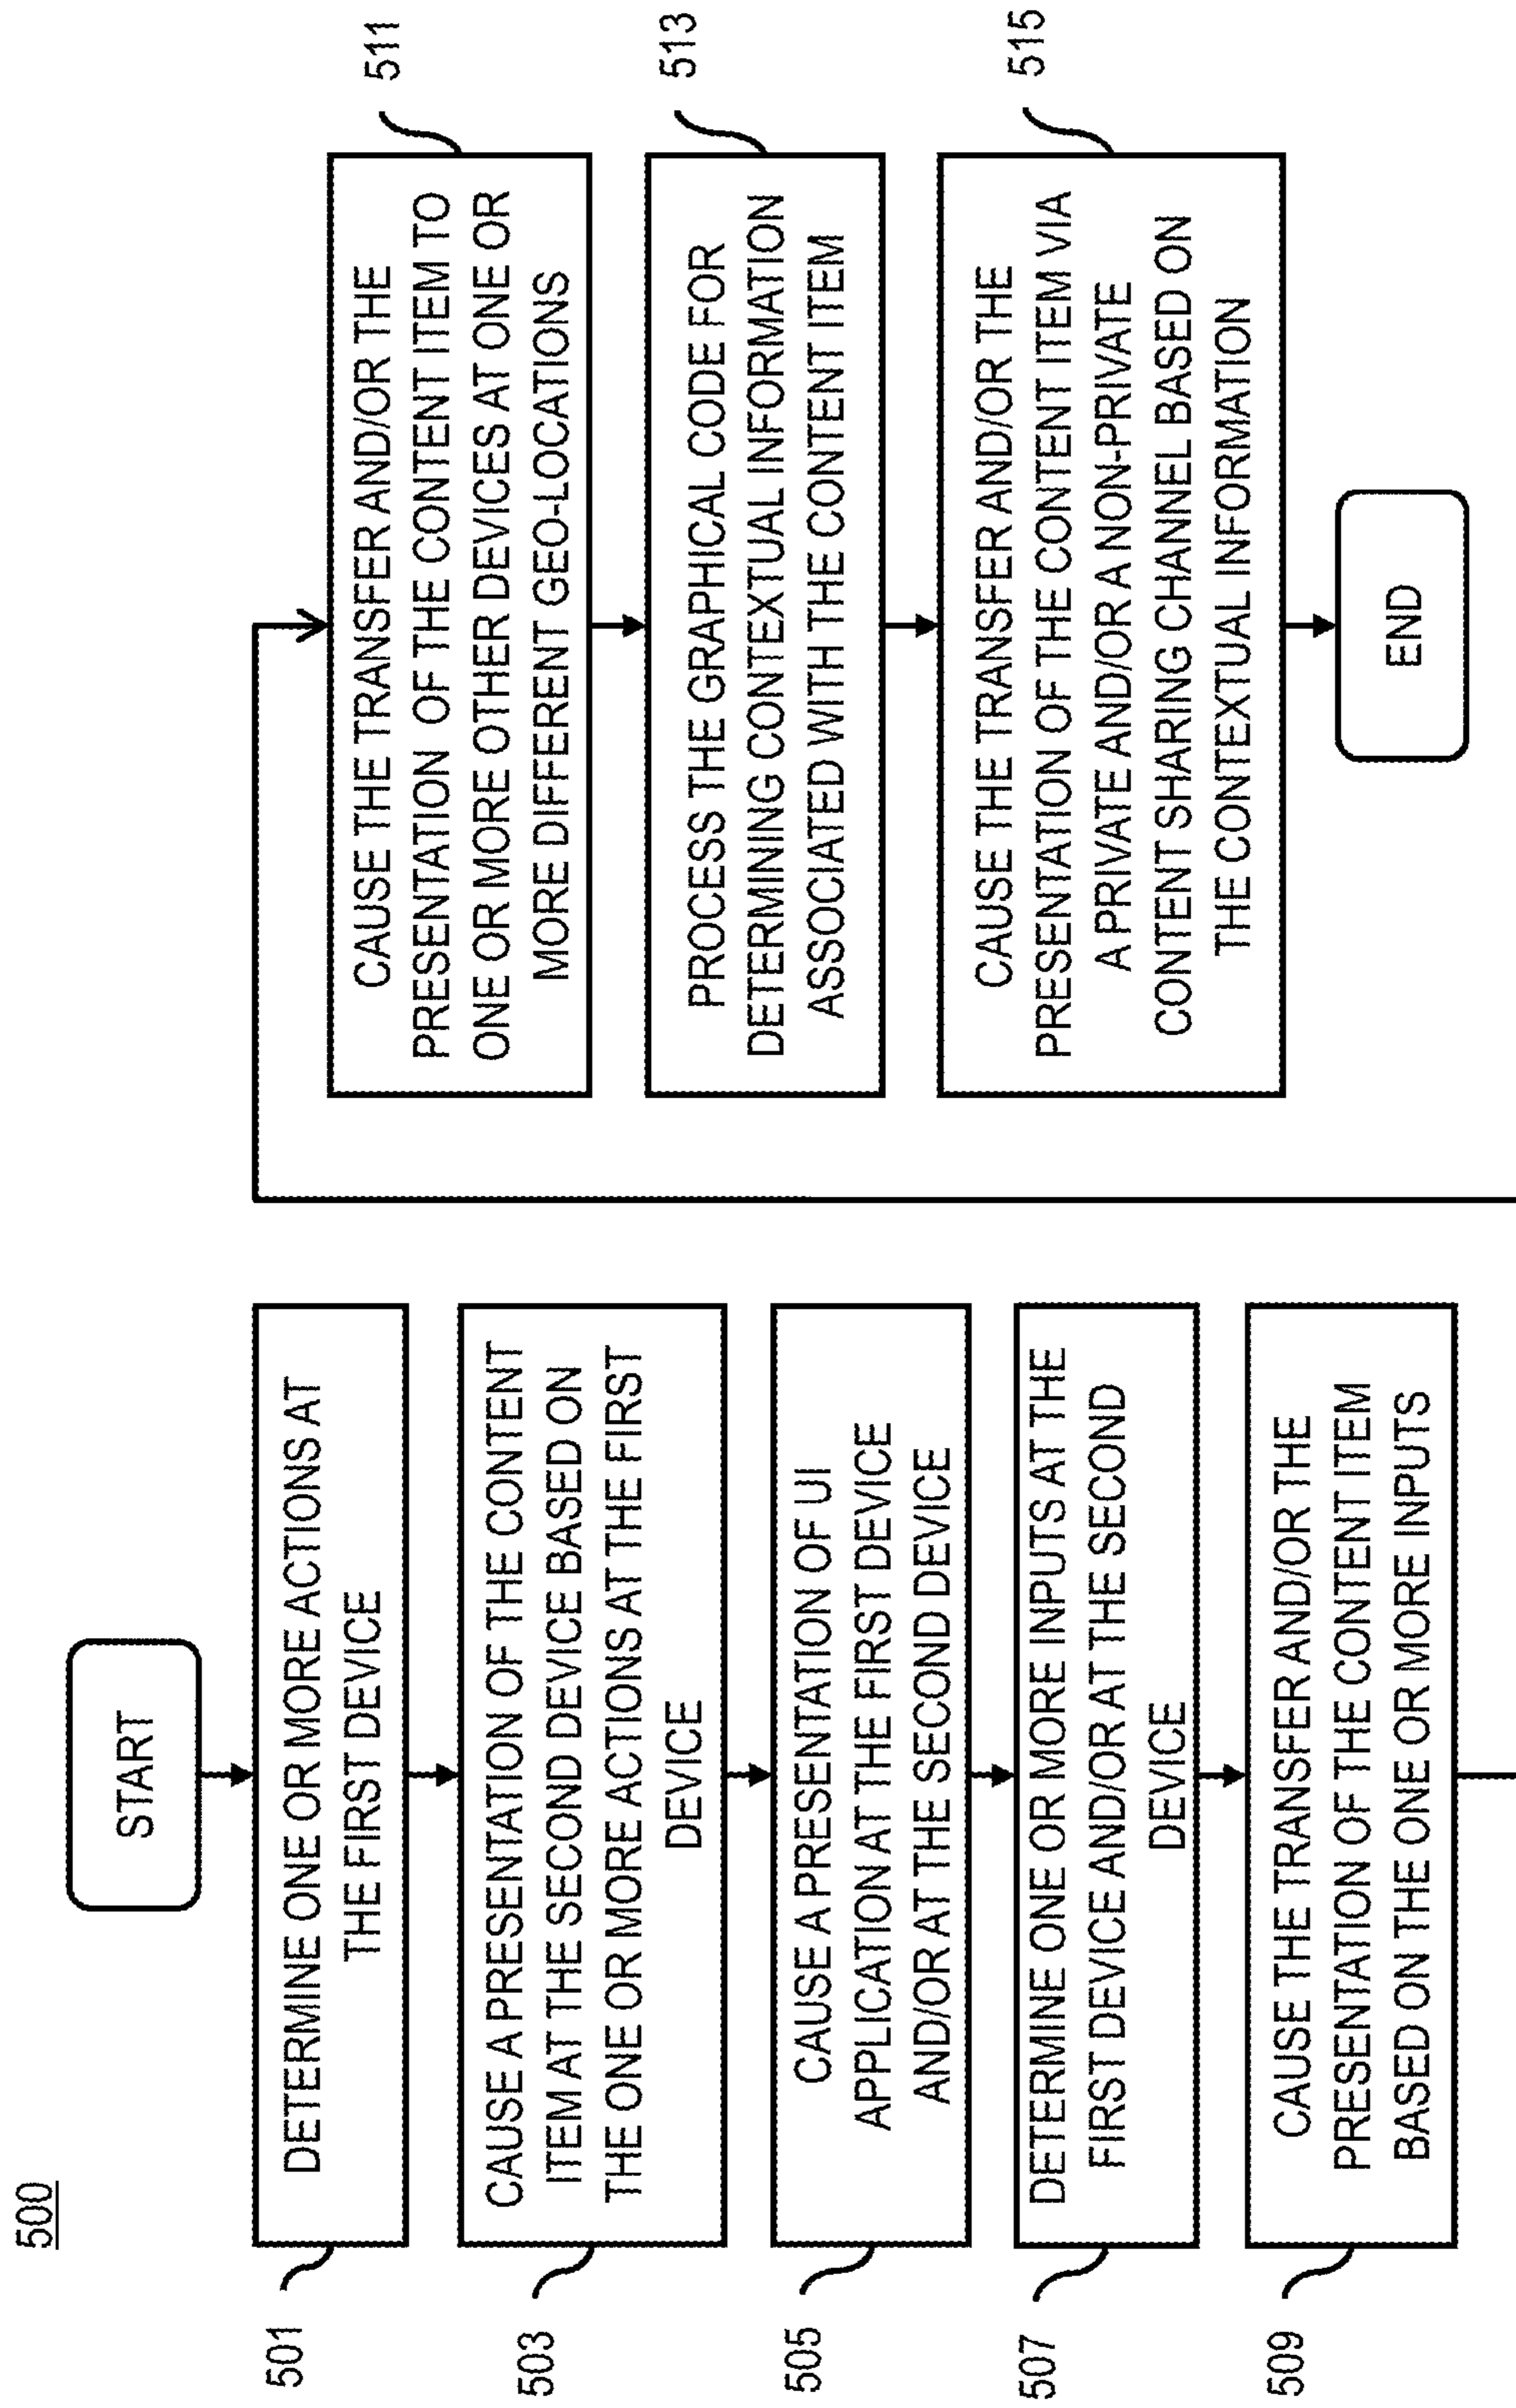 500
START
501
DETERMINE ONE OR MORE ACTIONS AT
THE FIRST DEVICE
503
CAUSE A PRESENTATION OF THE CONTENT
ITEM AT THE SECOND DEVICE BASED ON
THE ONE OR MORE ACTIONS AT THE FIRST
DEVICE
505
CAUSE A PRESENTATION OF UI
APPLICATION AT THE FIRST DEVICE
AND/OR AT THE SECOND DEVICE
507
DETERMINE ONE OR MORE INPUTS AT THE
FIRST DEVICE AND/OR AT THE SECOND
DEVICE
509
CAUSE THE TRANSFER AND/OR THE
PRESENTATION OF THE CONTENT ITEM
BASED ON THE ONE OR MORE INPUTS
511
CAUSE THE TRANSFER AND/OR THE
PRESENTATION OF THE CONTENT ITEM TO
ONE OR MORE OTHER DEVICES AT ONE OR
MORE DIFFERENT GEO-LOCATIONS
513
PROCESS THE GRAPHICAL CODE FOR
DETERMINING CONTEXTUAL INFORMATION
ASSOCIATED WITH THE CONTENT ITEM
515
CAUSE THE TRANSFER AND/OR THE
PRESENTATION OF THE CONTENT ITEM VIA
A PRIVATE AND/OR A NON-PRIVATE
CONTENT SHARING CHANNEL BASED ON
THE CONTEXTUAL INFORMATION
END